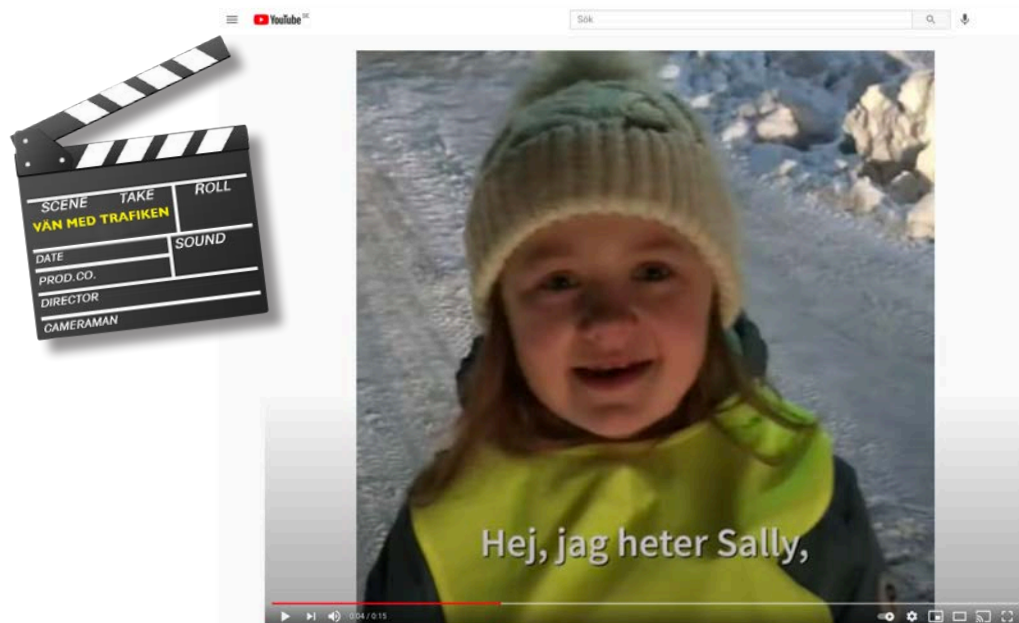 YouTube SE
Sök
SCENE TAKE ROLL
VÄN MED TRAFIKEN
SOUND
DATE
PROD.CO.
DIRECTOR
CAMERAMAN
Hej, jag heter Sally,
0:04 / 0:15